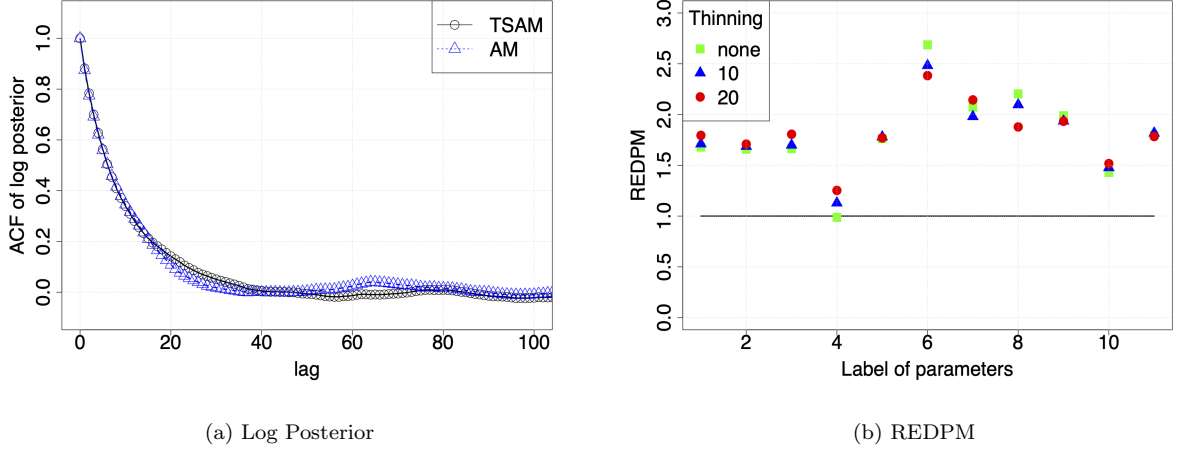 TSAM
AM
ACF of log posterior
1.0
0.8
0.6
0.4
0.2
0.0
0 20 40 60 80 100
lag
(a) Log Posterior
Thinning
none
10
20
REDPM
3.0
2.5
2.0
1.5
1.0
0.5
0.0
2 4 6 8 10
Label of parameters
(b) REDPM